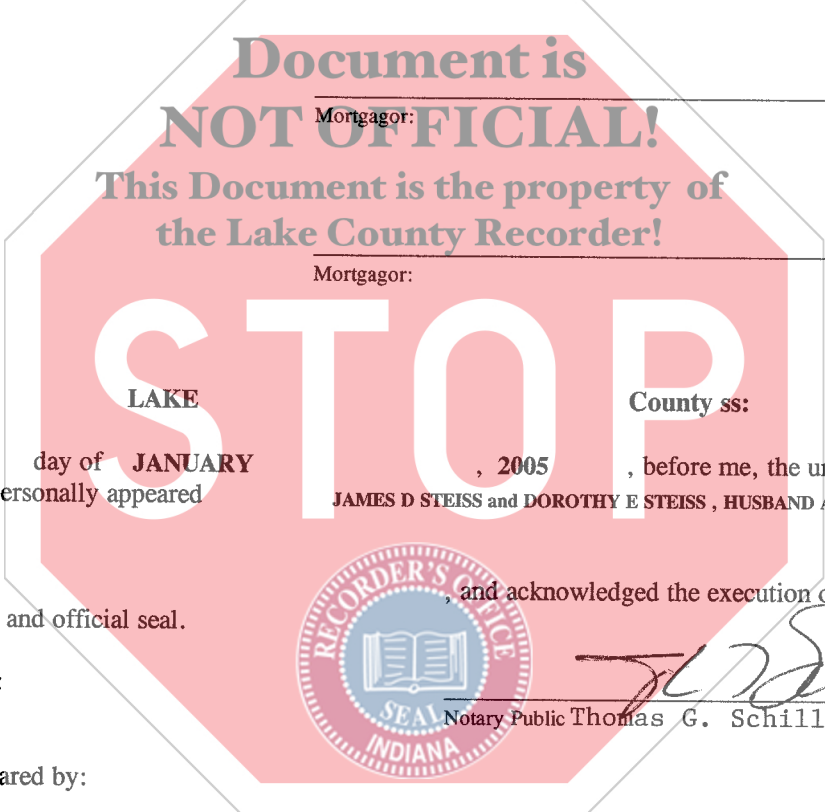 Document is
NOT OFFICIAL!
Mortgagor:
This Document is the property of
the Lake County Recorder!
Mortgagor:
STOP
LAKE County ss:
day of JANUARY , 2005 , before me, the
ersonally appeared JAMES D STEISS and DOROTHY E STEISS , HUSBAND
, and acknowledged the execution
and official seal.
RECORDER'S OFFICE
SEAL
INDIANA
Notary Public Thomas G. Schill
ared by: